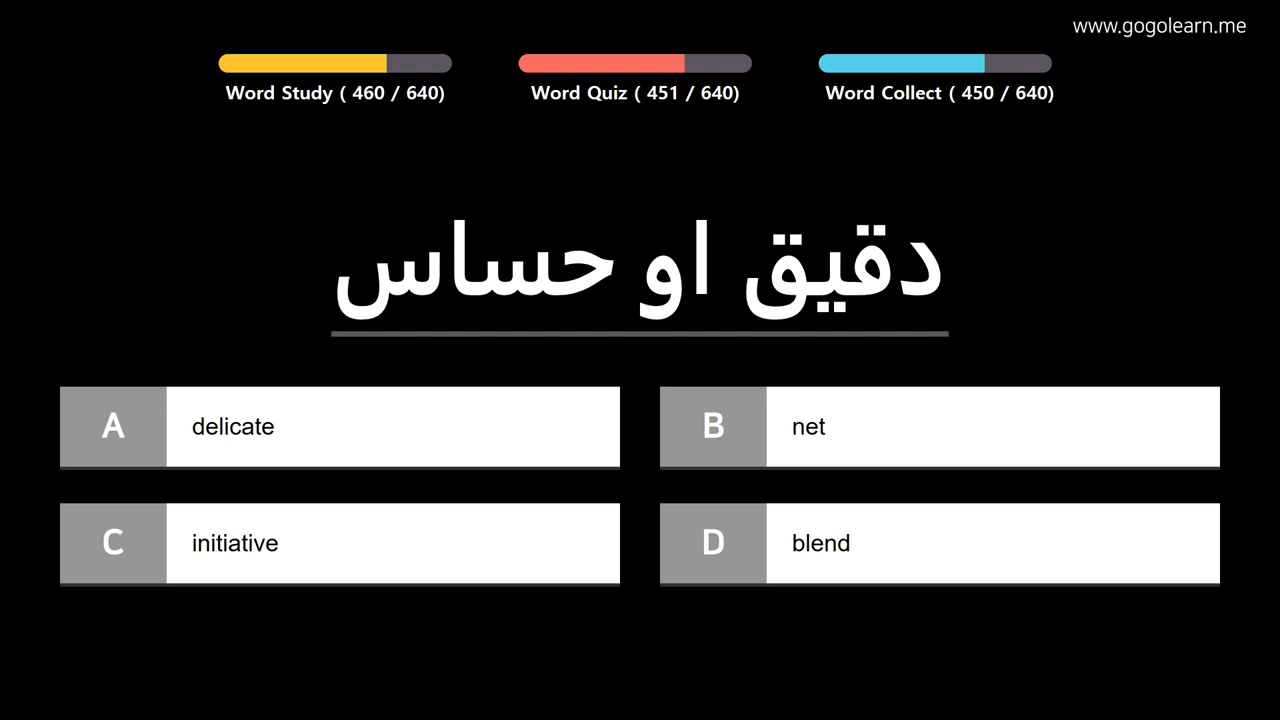 www.gogolearn.me
Word Study ( 460 / 640)
Word Quiz ( 451 / 640)
Word Collect ( 450 / 640)
دقيق او حساس
A delicate
B net
C initiative
D blend